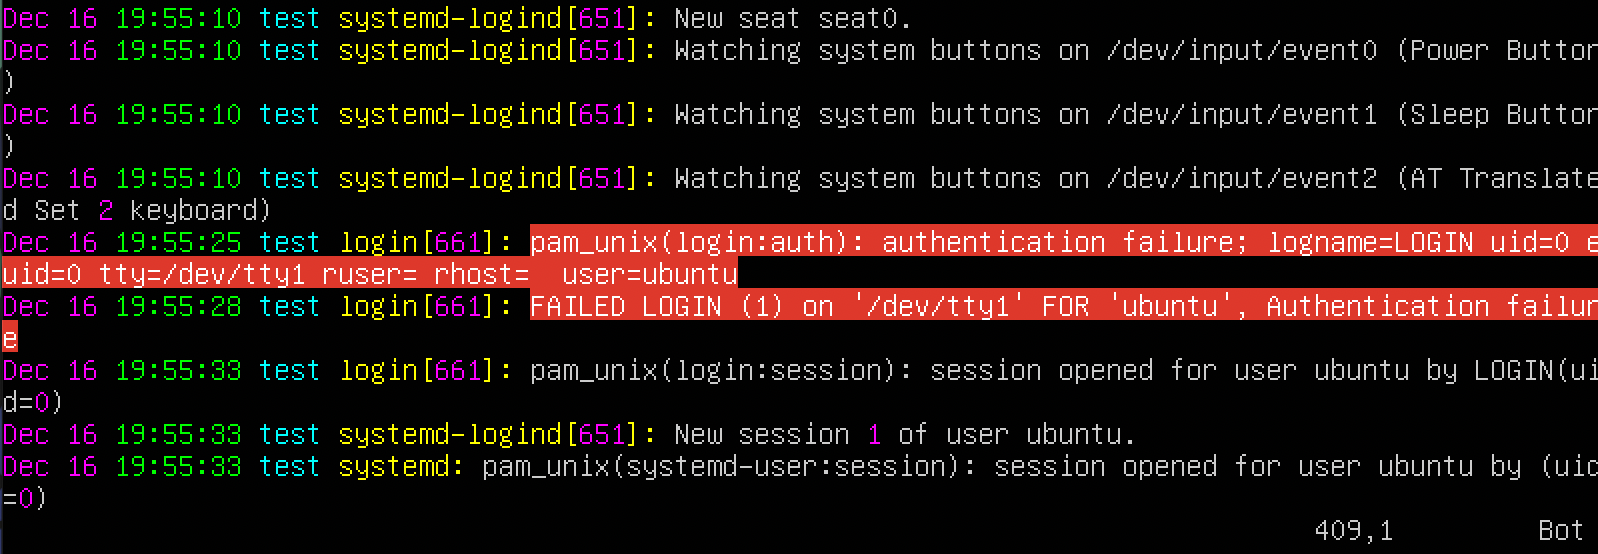 Dec 16 19:55:10 test systemd-logind[651]: New seat seat0.
Dec 16 19:55:10 test systemd-logind[651]: Watching system buttons on /dev/input/event0 (Power Button
)
Dec 16 19:55:10 test systemd-logind[651]: Watching system buttons on /dev/input/event1 (Sleep Button
)
Dec 16 19:55:10 test systemd-logind[651]: Watching system buttons on /dev/input/event2 (AT Translate
d Set 2 keyboard)
Dec 16 19:55:25 test login[661]: pam_unix(login:auth): authentication failure; logname=LOGIN uid=0 e
uid=0 tty=/dev/tty1 ruser= rhost=  user=ubuntu
Dec 16 19:55:28 test login[661]: FAILED LOGIN (1) on '/dev/tty1' FOR 'ubuntu', Authentication failur
e
Dec 16 19:55:33 test login[661]: pam_unix(login:session): session opened for user ubuntu by LOGIN(ui
d=0)
Dec 16 19:55:33 test systemd-logind[651]: New session 1 of user ubuntu.
Dec 16 19:55:33 test systemd: pam_unix(systemd-user:session): session opened for user ubuntu by (uid
=0)
409,1 Bot